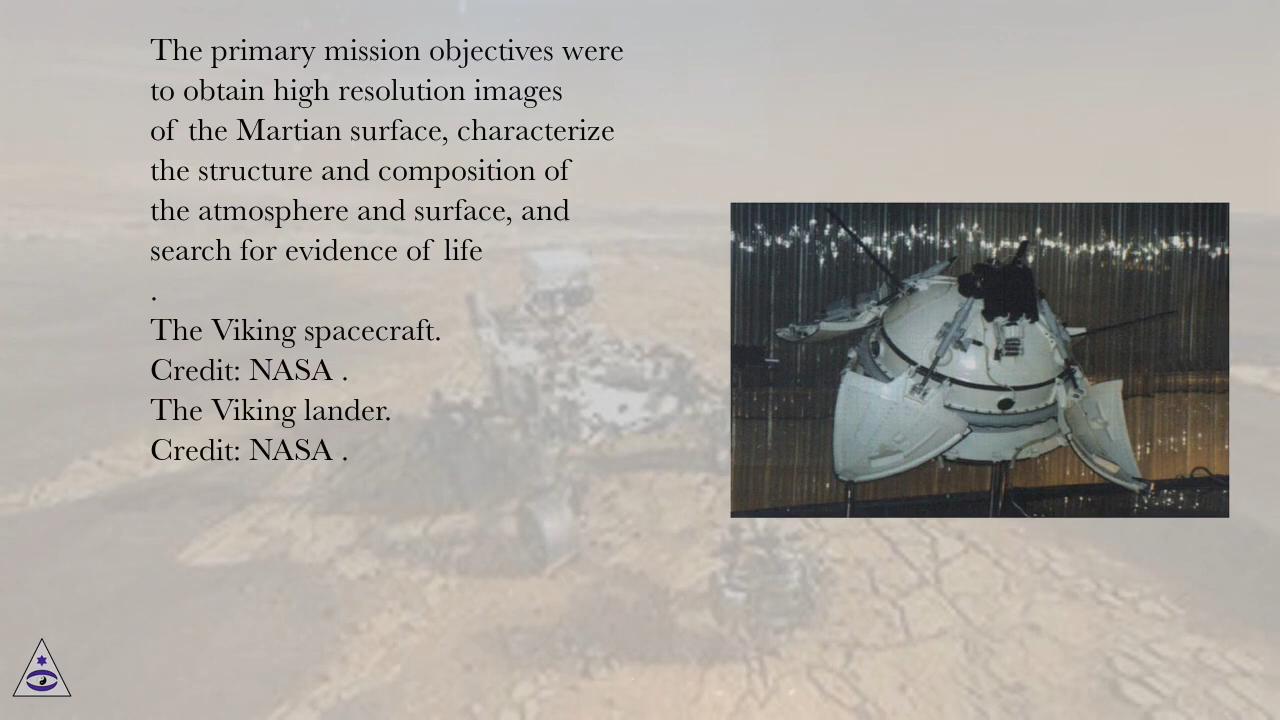 The primary mission objectives were
to obtain high resolution images
of the Martian surface, characterize
the structure and composition of
the atmosphere and surface, and
search for evidence of life
.
The Viking spacecraft.
Credit: NASA .
The Viking lander.
Credit: NASA .